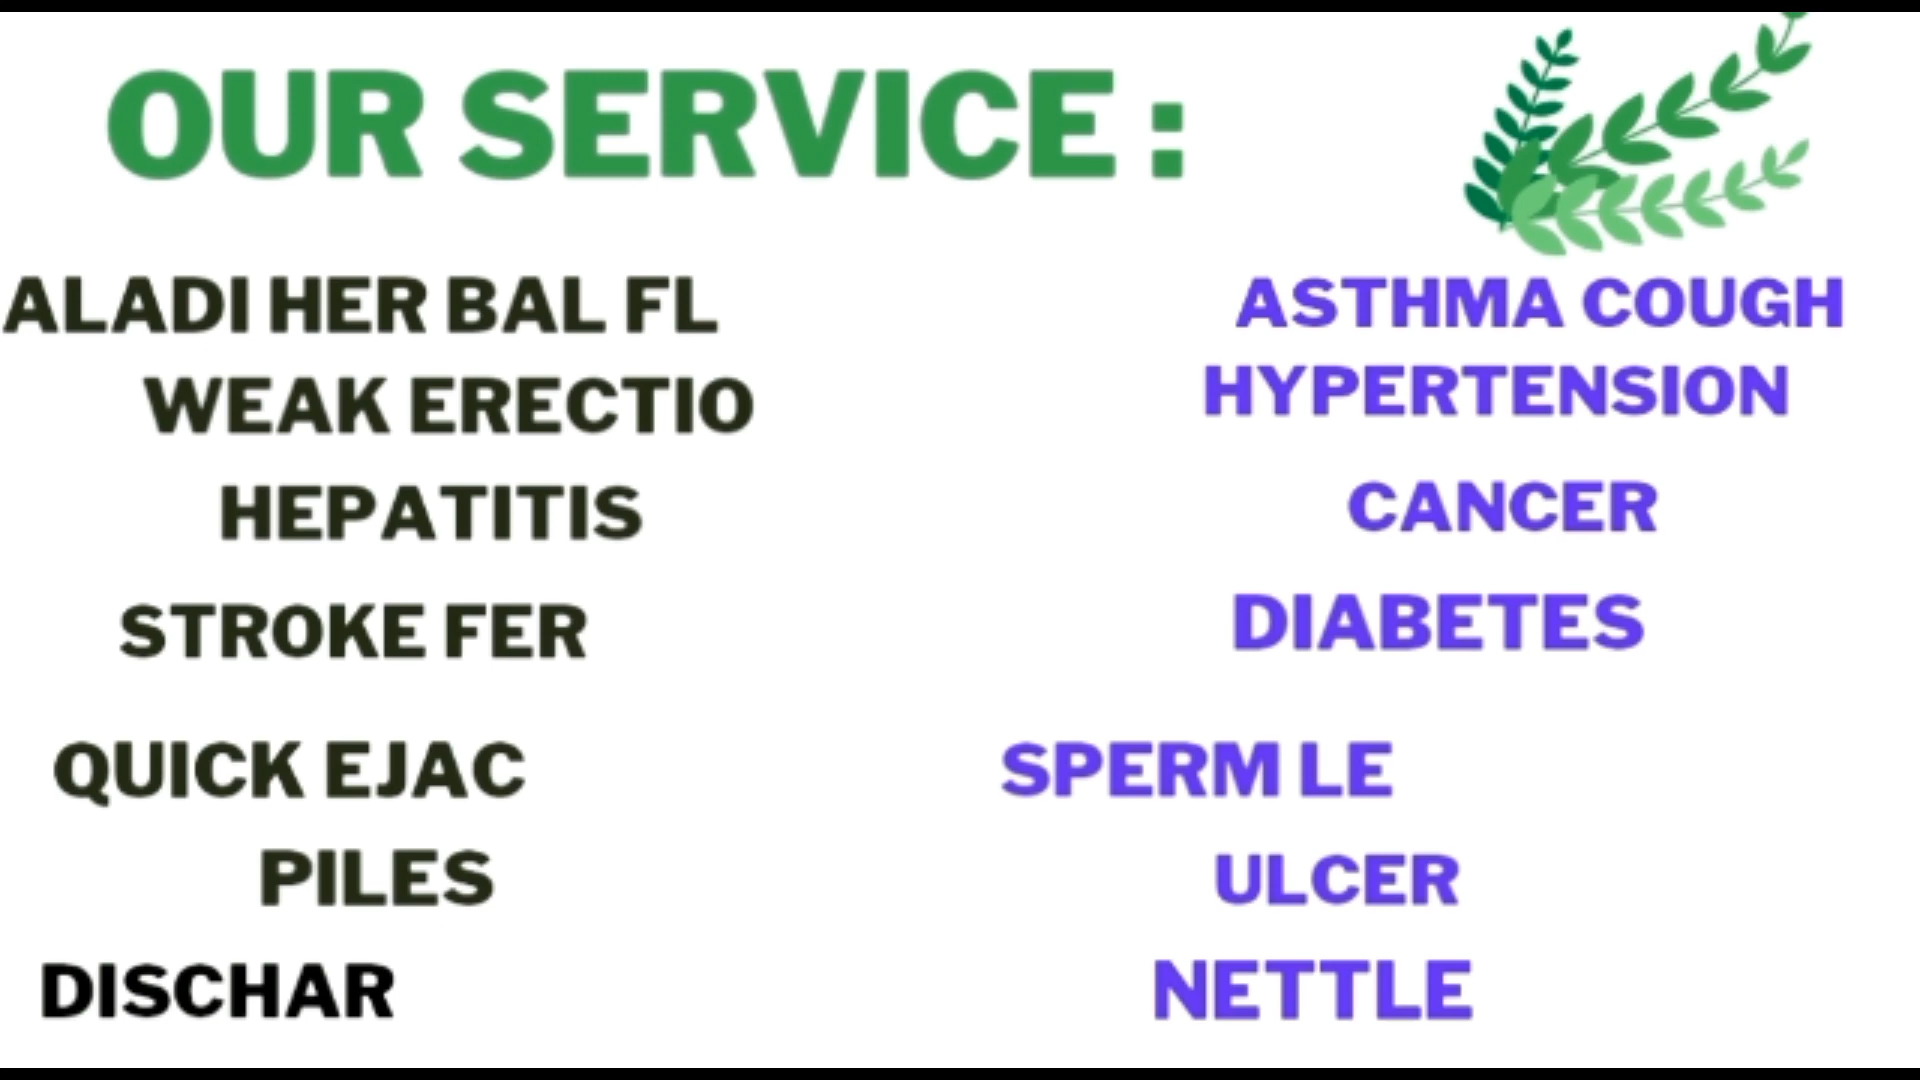 OUR SERVICE :
ALADI HER BAL FL
WEAK ERECTIO
HEPATITIS
STROKE FER
QUICK EJAC
PILES
DISCHAR
ASTHMA COUGH
HYPERTENSION
CANCER
DIABETES
SPERM LE
ULCER
NETTLE